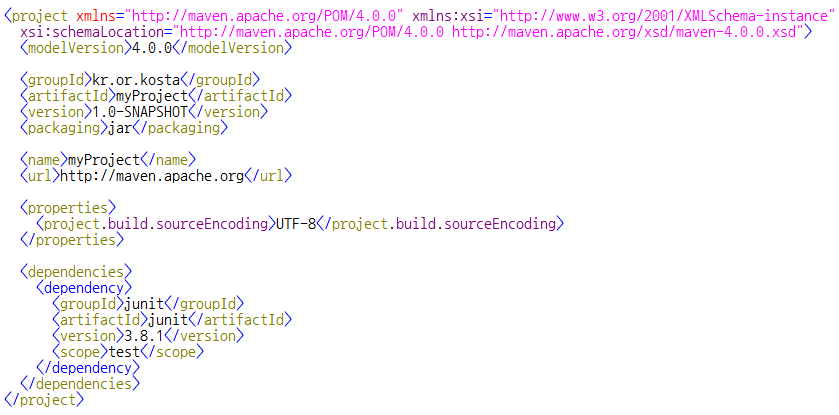 <project xmlns="http://maven.apache.org/POM/4.0.0" xmlns:xsi="http://www.w3.org/2001/XMLSchema-instance"
  xsi:schemaLocation="http://maven.apache.org/POM/4.0.0 http://maven.apache.org/xsd/maven-4.0.0.xsd">
  <modelVersion>4.0.0</modelVersion>

  <groupId>kr.or.kosta</groupId>
  <artifactId>myProject</artifactId>
  <version>1.0-SNAPSHOT</version>
  <packaging>jar</packaging>

  <name>myProject</name>
  <url>http://maven.apache.org</url>

  <properties>
    <project.build.sourceEncoding>UTF-8</project.build.sourceEncoding>
  </properties>

  <dependencies>
    <dependency>
      <groupId>junit</groupId>
      <artifactId>junit</artifactId>
      <version>3.8.1</version>
      <scope>test</scope>
    </dependency>
  </dependencies>
</project>